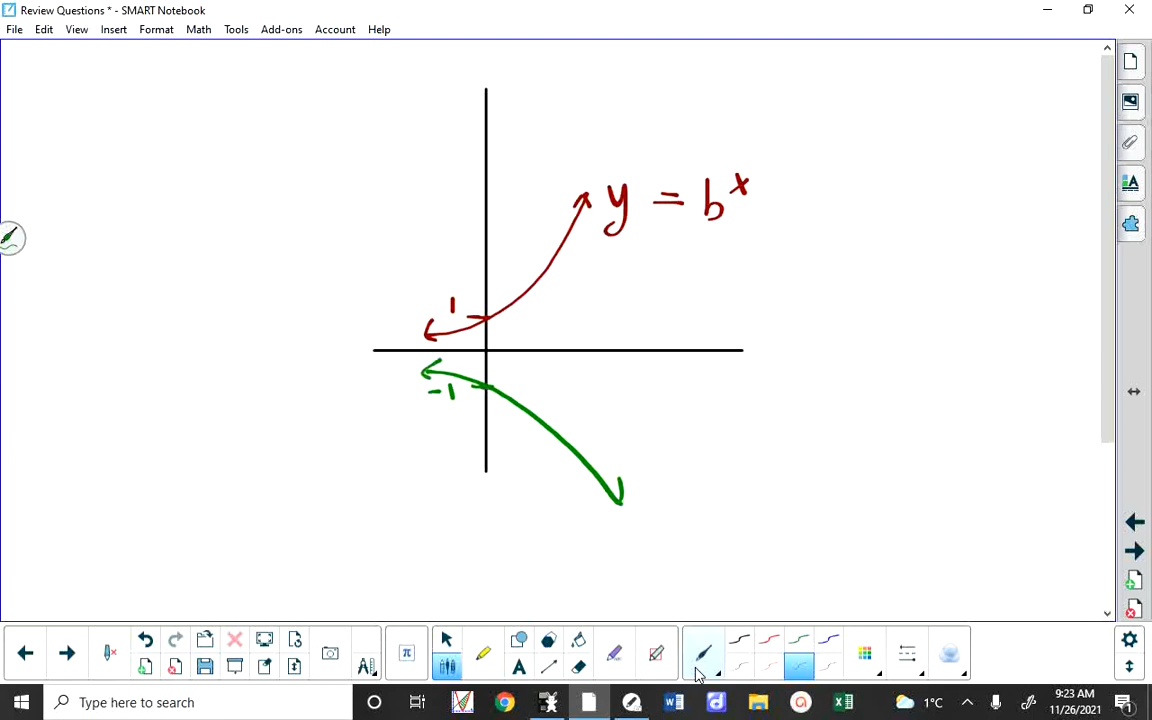 Review Questions * - SMART Notebook
File Edit View Insert Format Math Tools Add-ons Account Help
y = b^x
1
-1
π
A
Type here to search
1°C
9:23 AM
11/26/2021
1